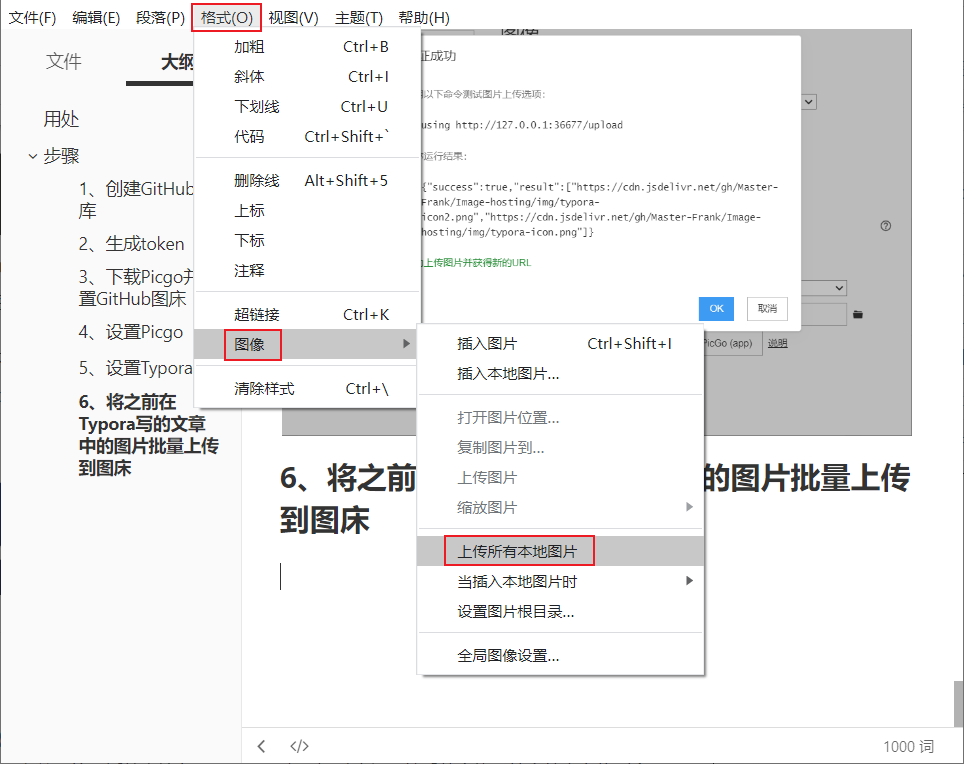 文件(F) 编辑(E) 段落(P) 格式(O) 视图(V) 主题(T) 帮助(H)
文件 大纲
用处
步骤
1、创建GitHub
库
2、生成token
3、下载Picgo并
置GitHub图床
4、设置Picgo
5、设置Typora
6、将之前在
Typora写的文章
中的图片批量上传
到图床
加粗 Ctrl+B
斜体 Ctrl+I
下划线 Ctrl+U
代码 Ctrl+Shift+`
删除线 Alt+Shift+5
上标
下标
注释
超链接 Ctrl+K
图像
清除样式 Ctrl+\
证成功
以下命令测试图片上传选项:
using http://127.0.0.1:36677/upload
运行结果:
{"success":true,"result":["https://cdn.jsdelivr.net/gh/Master-
Frank/Image-hosting/img/typora-
icon2.png","https://cdn.jsdelivr.net/gh/Master-Frank/Image-
hosting/img/typora-icon.png"]}
上传图片并获得新的URL
OK 取消
PicGo (app) 说明
插入图片 Ctrl+Shift+I
插入本地图片...
打开图片位置...
复制图片到...
上传图片
缩放图片
上传所有本地图片
当插入本地图片时
设置图片根目录...
全局图像设置...
6、将之前 的图片批量上传
到图床
</> 1000 词